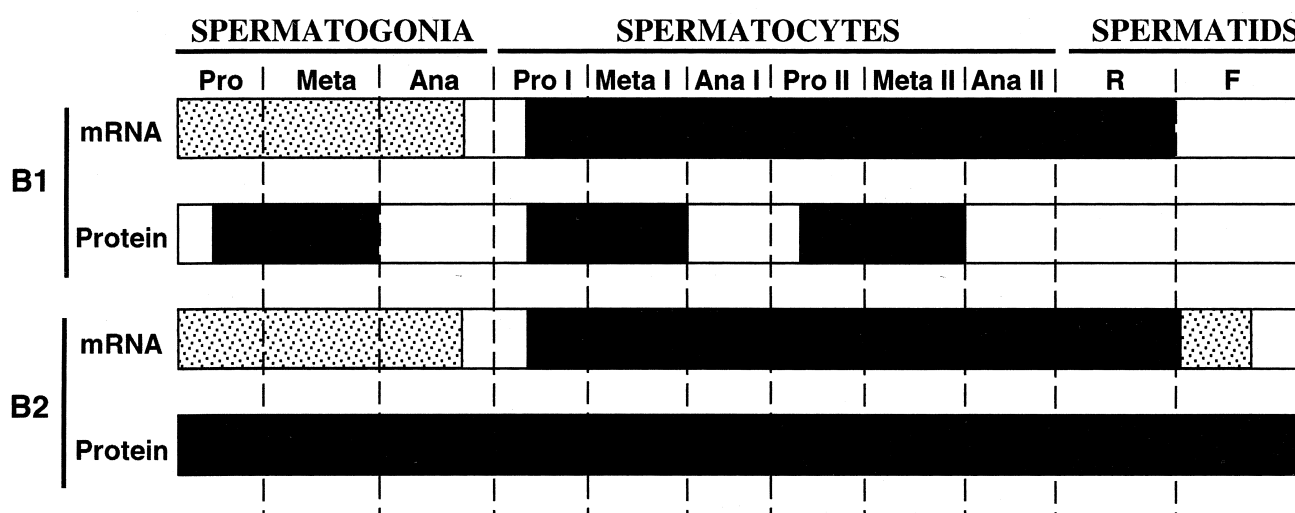 SPERMATOGONIA SPERMATOCYTES SPERMATIDS
Pro Meta Ana Pro I Meta I Ana I Pro II Meta II Ana II R F
mRNA
B1
Protein
mRNA
B2
Protein